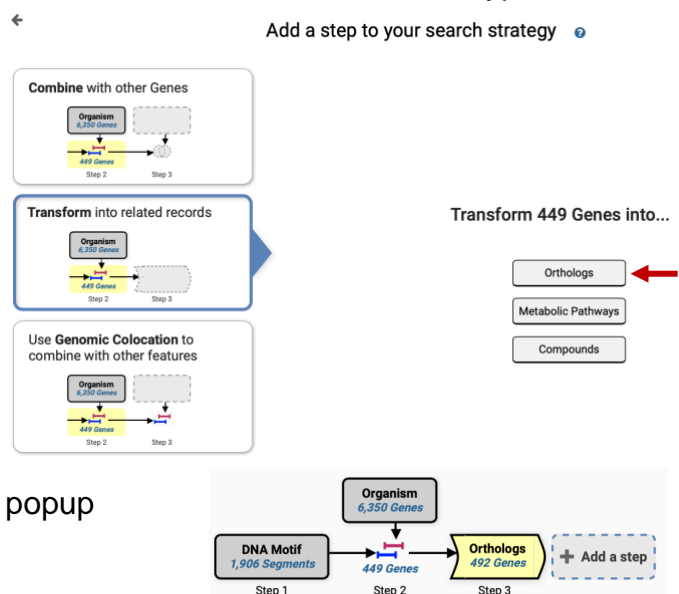 Add a step to your search strategy ?
Combine with other Genes
Organism
6,350 Genes
449 Genes
Step 2 Step 3
Transform into related records
Organism
6,350 Genes
449 Genes
Step 2 Step 3
Use Genomic Colocation to
combine with other features
Organism
6,350 Genes
449 Genes
Step 2 Step 3
Transform 449 Genes into...
Orthologs
Metabolic Pathways
Compounds
popup
Organism
6,350 Genes
DNA Motif
1,906 Segments
449 Genes
Orthologs
492 Genes
+ Add a step
Step 1 Step 2 Step 3